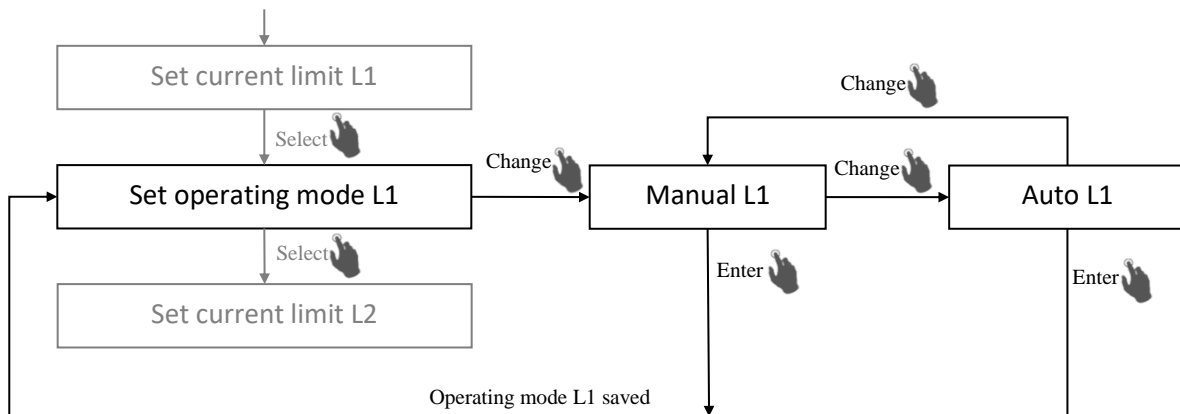 Set current limit L1
Change
Select
Set operating mode L1
Change
Manual L1
Change
Auto L1
Select
Enter
Enter
Set current limit L2
Operating mode L1 saved